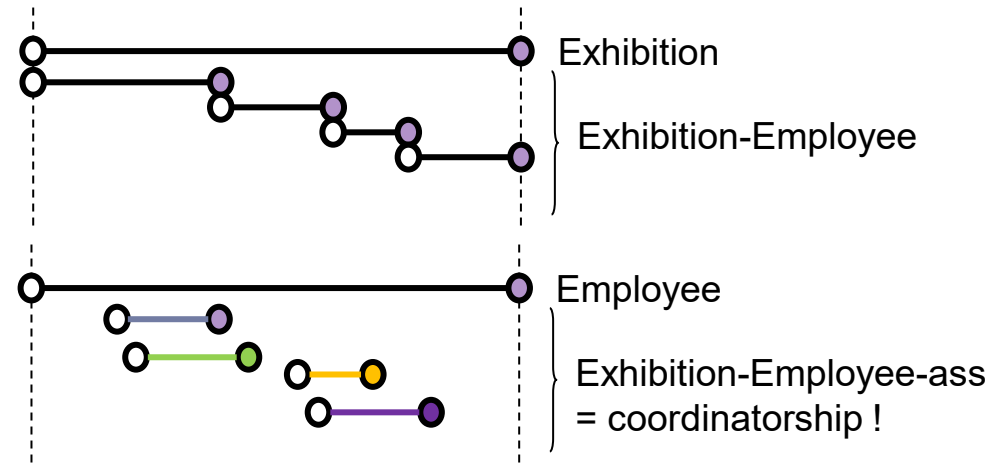 Exhibition
Exhibition-Employee
Employee
Exhibition-Employee-ass
= coordinatorship !